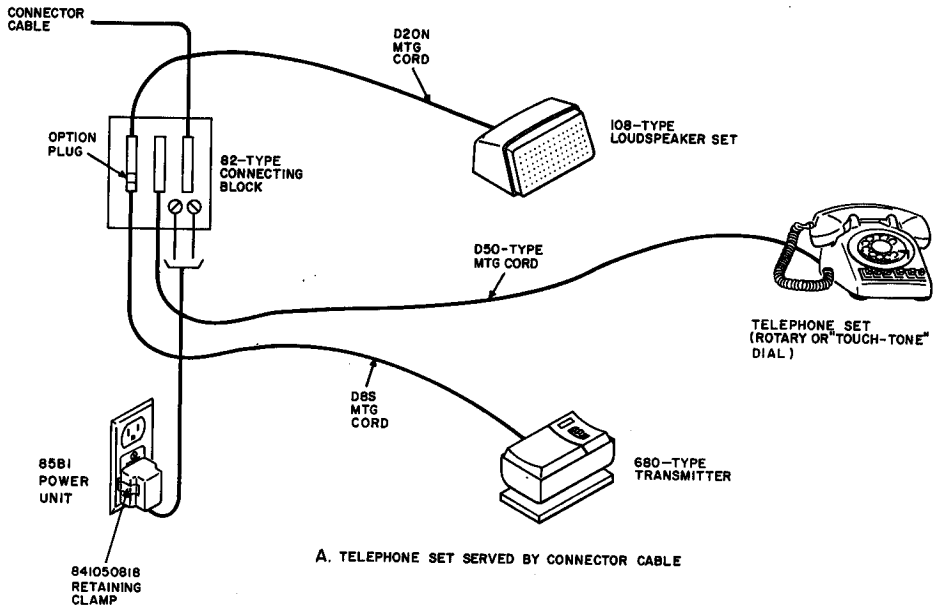 CONNECTOR
CABLE
D20N
MTG
CORD
OPTION
PLUG
82-TYPE
CONNECTING
BLOCK
108-TYPE
LOUDSPEAKER SET
D50-TYPE
MTG CORD
TELEPHONE SET
(ROTARY OR "TOUCH-TONE"
DIAL)
D8S
MTG
CORD
85B1
POWER
UNIT
680-TYPE
TRANSMITTER
841050818
RETAINING
CLAMP
A. TELEPHONE SET SERVED BY CONNECTOR CABLE